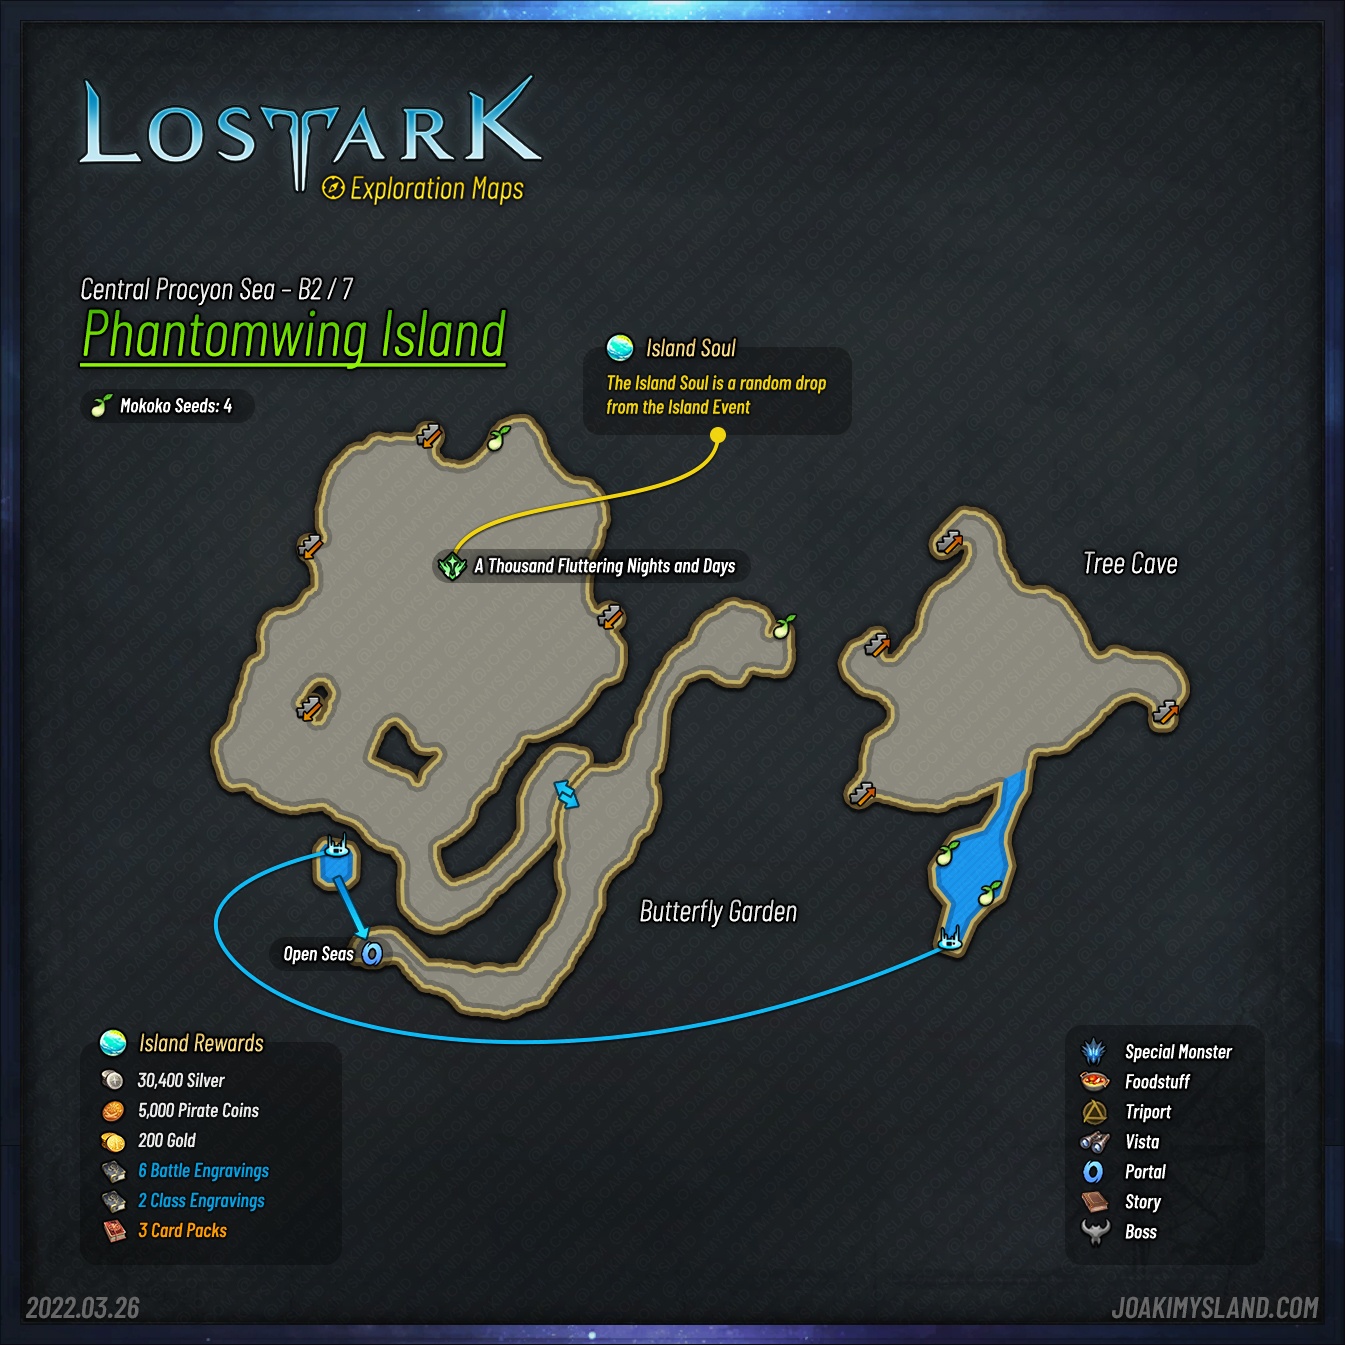 LOSTARK
Exploration Maps
Central Procyon Sea – B2 / 7
Phantomwing Island
Mokoko Seeds: 4
Island Soul
The Island Soul is a random drop
from the Island Event
A Thousand Fluttering Nights and Days
Tree Cave
Butterfly Garden
Open Seas
Island Rewards
30,400 Silver
5,000 Pirate Coins
200 Gold
6 Battle Engravings
2 Class Engravings
3 Card Packs
Special Monster
Foodstuff
Triport
Vista
Portal
Story
Boss
2022.03.26
JOAKIMYSLAND.COM